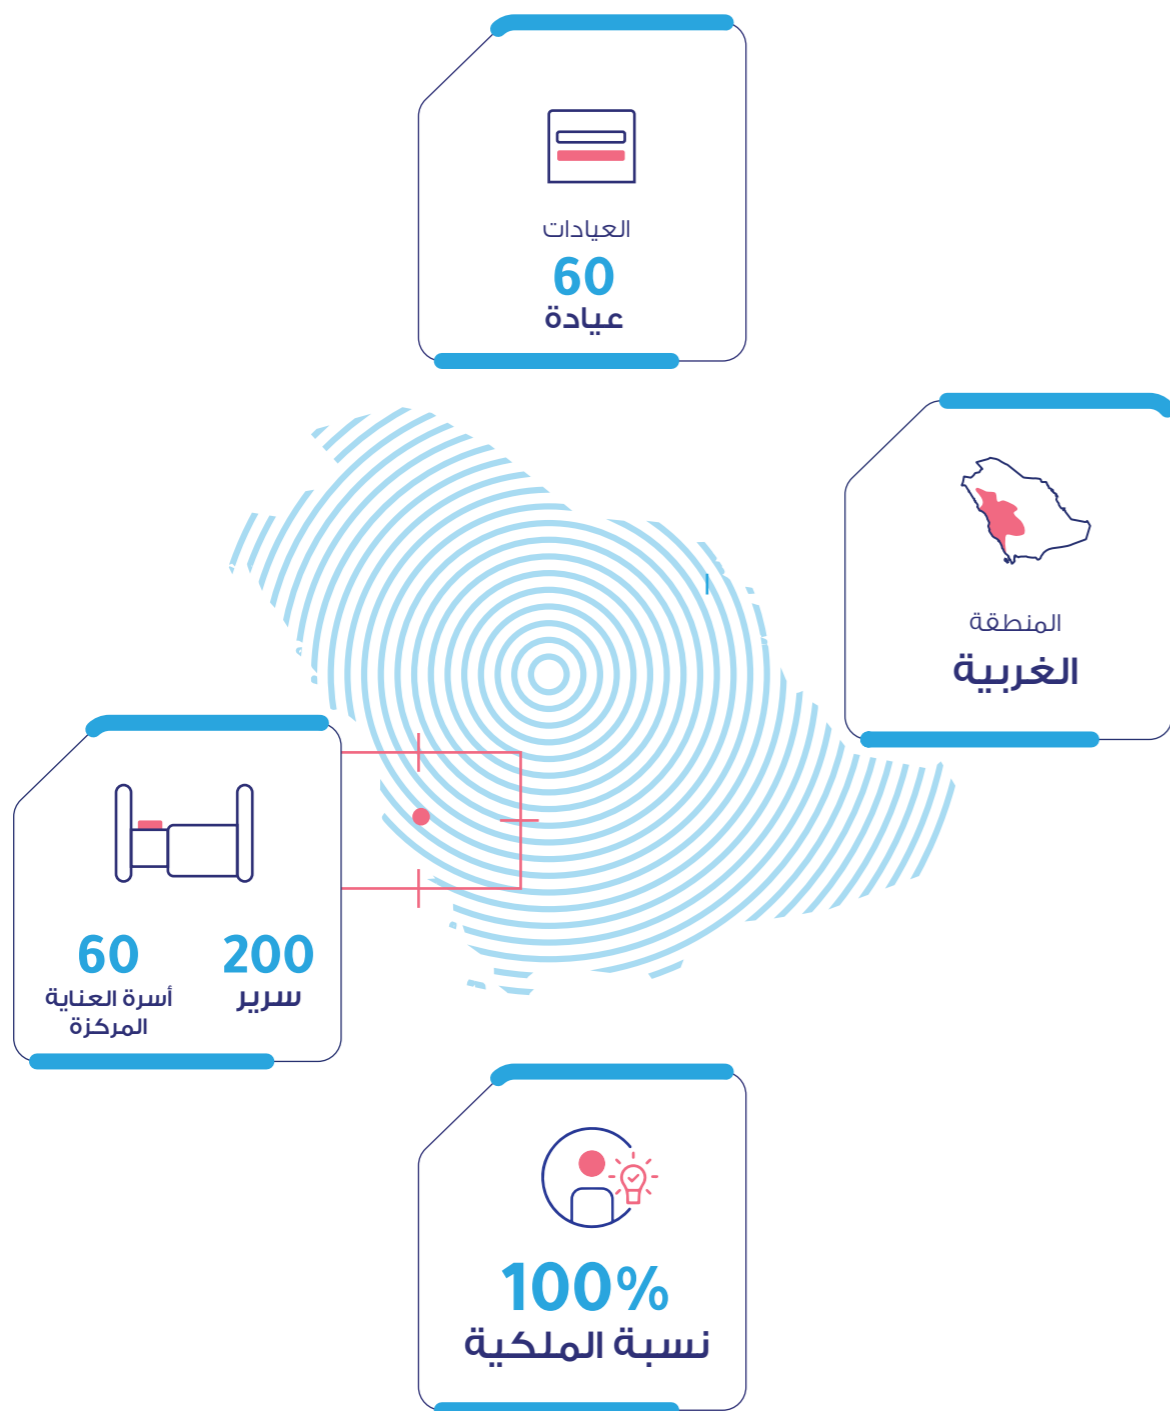 العيادات
60
عيادة
المنطقة
الغربية
200
سرير
60
أسرة العناية
المركزة
100%
نسبة الملكية